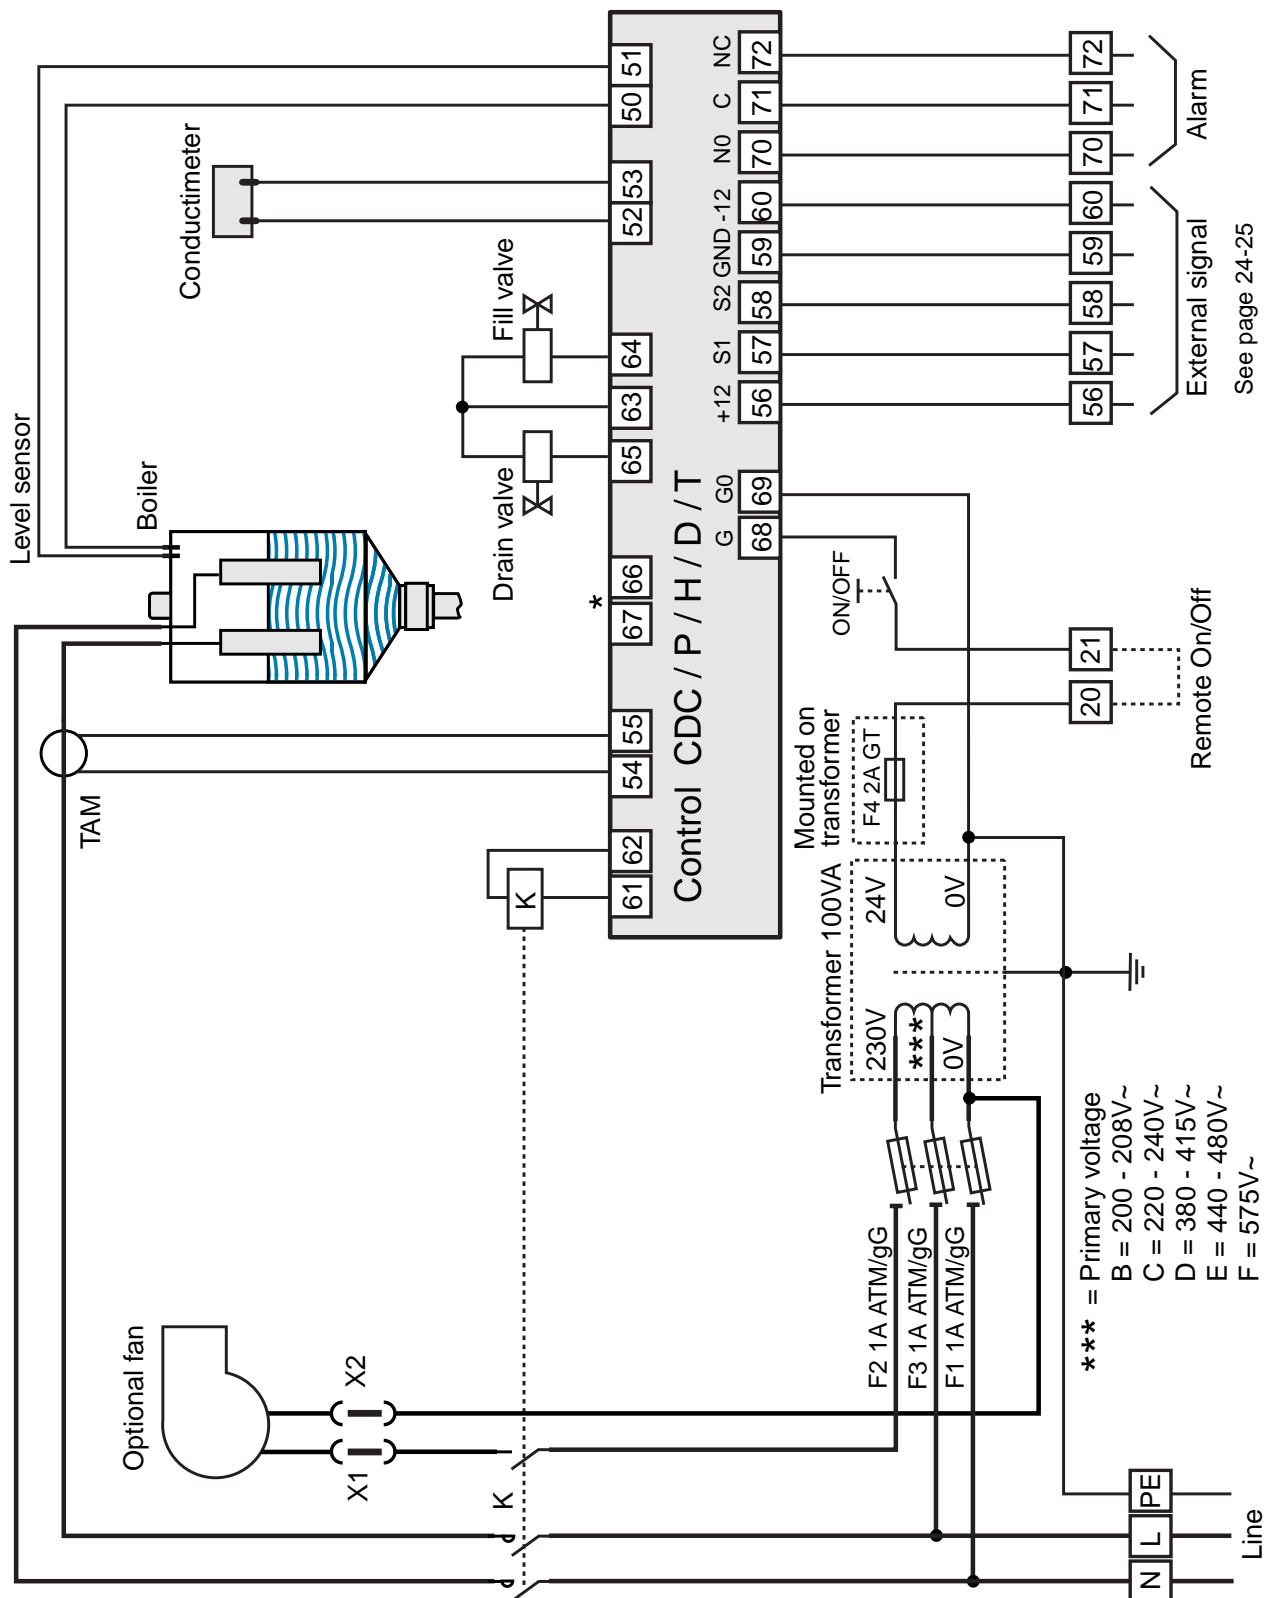 Level sensor
Boiler
Conductimeter
Drain valve
Fill valve
TAM
Optional fan
X1
X2
K
K
61
62
54
55
67
66
*
65
63
64
52
53
50
51
Control CDC / P / H / D / T
G
G0
+12
S1
S2
GND
-12
N0
C
NC
68
69
56
57
58
59
60
70
71
72
ON/OFF
Mounted on
transformer
F4 2A GT
Transformer 100VA
230V
***
0V
24V
0V
F2 1A ATM/gG
F3 1A ATM/gG
F1 1A ATM/gG
20
21
Remote On/Off
56
57
58
59
60
70
71
72
External signal
Alarm
See page 24-25
*** = Primary voltage
B = 200 - 208V~
C = 220 - 240V~
D = 380 - 415V~
E = 440 - 480V~
F = 575V~
N
L
PE
Line